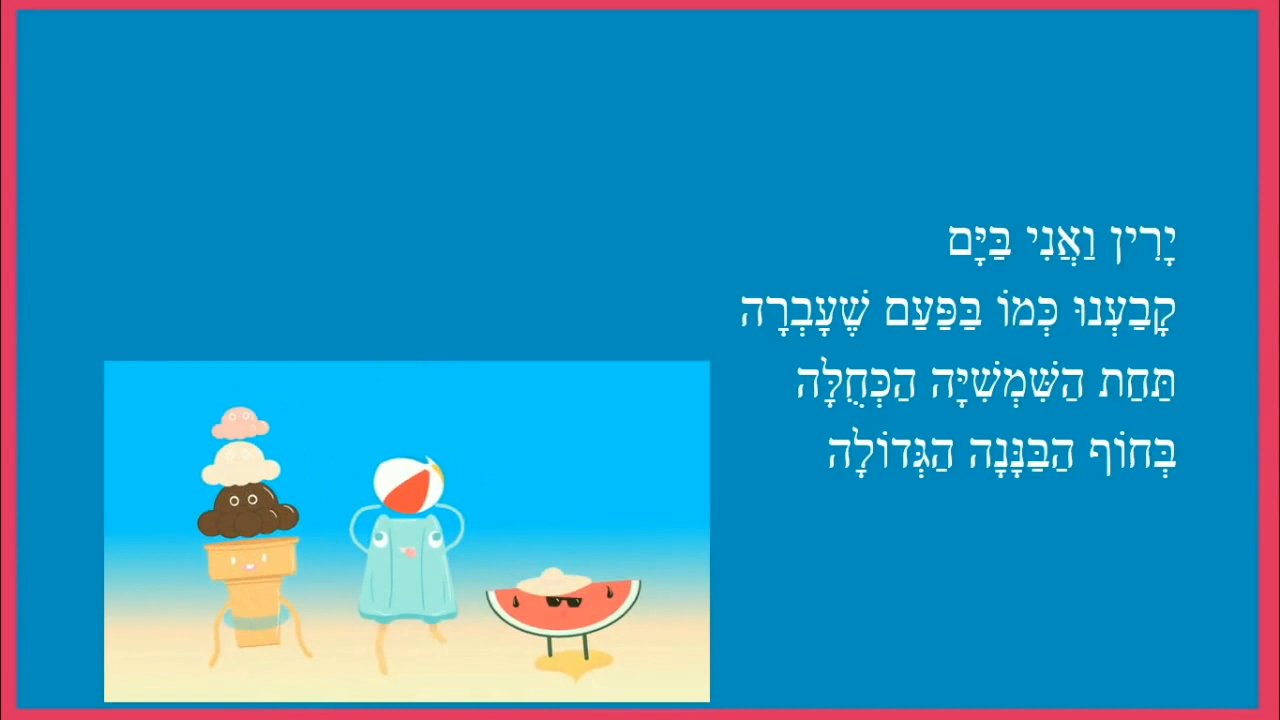 יָרִין וַאֲנִי בַּיָּם
קָבַעְנוּ כְּמוֹ בַּפַּעַם שֶׁעָבְרָה
תַּחַת הַשִּׁמְשִׁיָּה הַכְּחֻלָּה
בְּחוֹף הַבַּנָּנָה הַגְּדוֹלָה